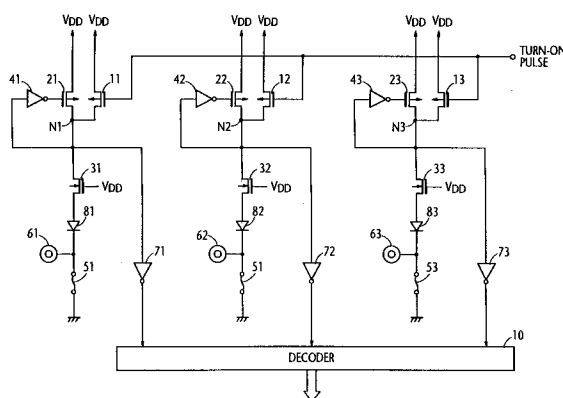 VDD VDD VDD VDD VDD VDD
TURN-ON
PULSE
41 21 11 42 22 12 43 23 13
N1 N2 N3
31 32 33
VDD VDD VDD
81 82 83
61 62 63
71 72 73
51 51 53
10
DECODER